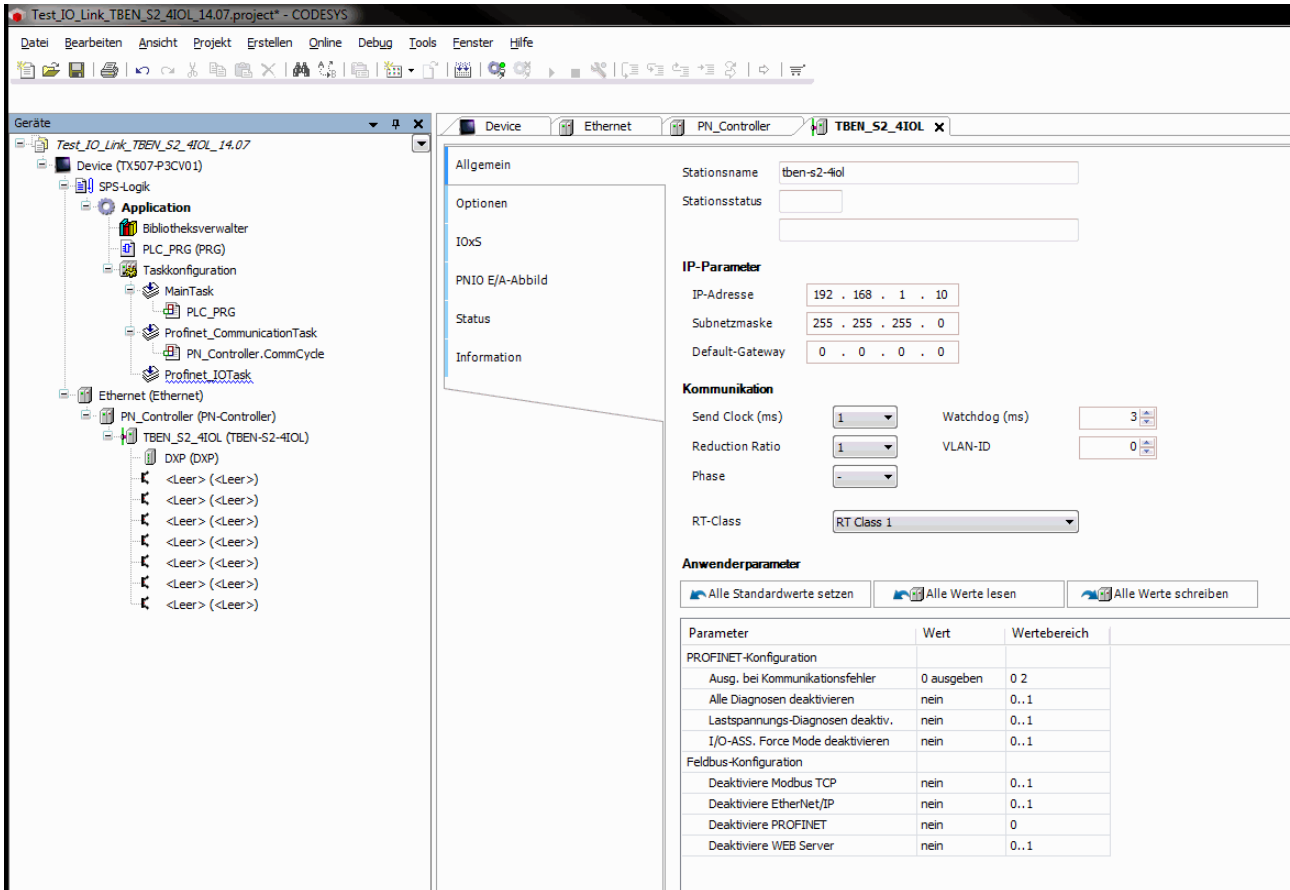 Test_IO_Link_TBEN_S2_4IOL_14.07.project* - CODESYS
Datei Bearbeiten Ansicht Projekt Erstellen Online Debug Tools Fenster Hilfe
Geräte
Test_IO_Link_TBEN_S2_4IOL_14.07
Device (TX507-P3CV01)
SPS-Logik
Application
Bibliotheksverwalter
PLC_PRG (PRG)
Taskkonfiguration
MainTask
PLC_PRG
Profinet_CommunicationTask
PN_Controller.CommCycle
Profinet_IOTask
Ethernet (Ethernet)
PN_Controller (PN-Controller)
TBEN_S2_4IOL (TBEN-S2-4IOL)
DXP (DXP)
<Leer> (<Leer>)
<Leer> (<Leer>)
<Leer> (<Leer>)
<Leer> (<Leer>)
<Leer> (<Leer>)
<Leer> (<Leer>)
<Leer> (<Leer>)
Device Ethernet PN_Controller TBEN_S2_4IOL
Allgemein
Optionen
IOxS
PNIO E/A-Abbild
Status
Information
Stationsname tben-s2-4iol
Stationsstatus
IP-Parameter
IP-Adresse 192 . 168 . 1 . 10
Subnetzmaske 255 . 255 . 255 . 0
Default-Gateway 0 . 0 . 0 . 0
Kommunikation
Send Clock (ms) 1 Watchdog (ms) 3
Reduction Ratio 1 VLAN-ID 0
Phase -
RT-Class RT Class 1
Anwenderparameter
Alle Standardwerte setzen Alle Werte lesen Alle Werte schreiben
Parameter Wert Wertebereich
PROFINET-Konfiguration
Ausg. bei Kommunikationsfehler 0 ausgeben 0 2
Alle Diagnosen deaktivieren nein 0..1
Lastspannungs-Diagnosen deaktiv. nein 0..1
I/O-ASS. Force Mode deaktivieren nein 0..1
Feldbus-Konfiguration
Deaktiviere Modbus TCP nein 0..1
Deaktiviere EtherNet/IP nein 0..1
Deaktiviere PROFINET nein 0
Deaktiviere WEB Server nein 0..1